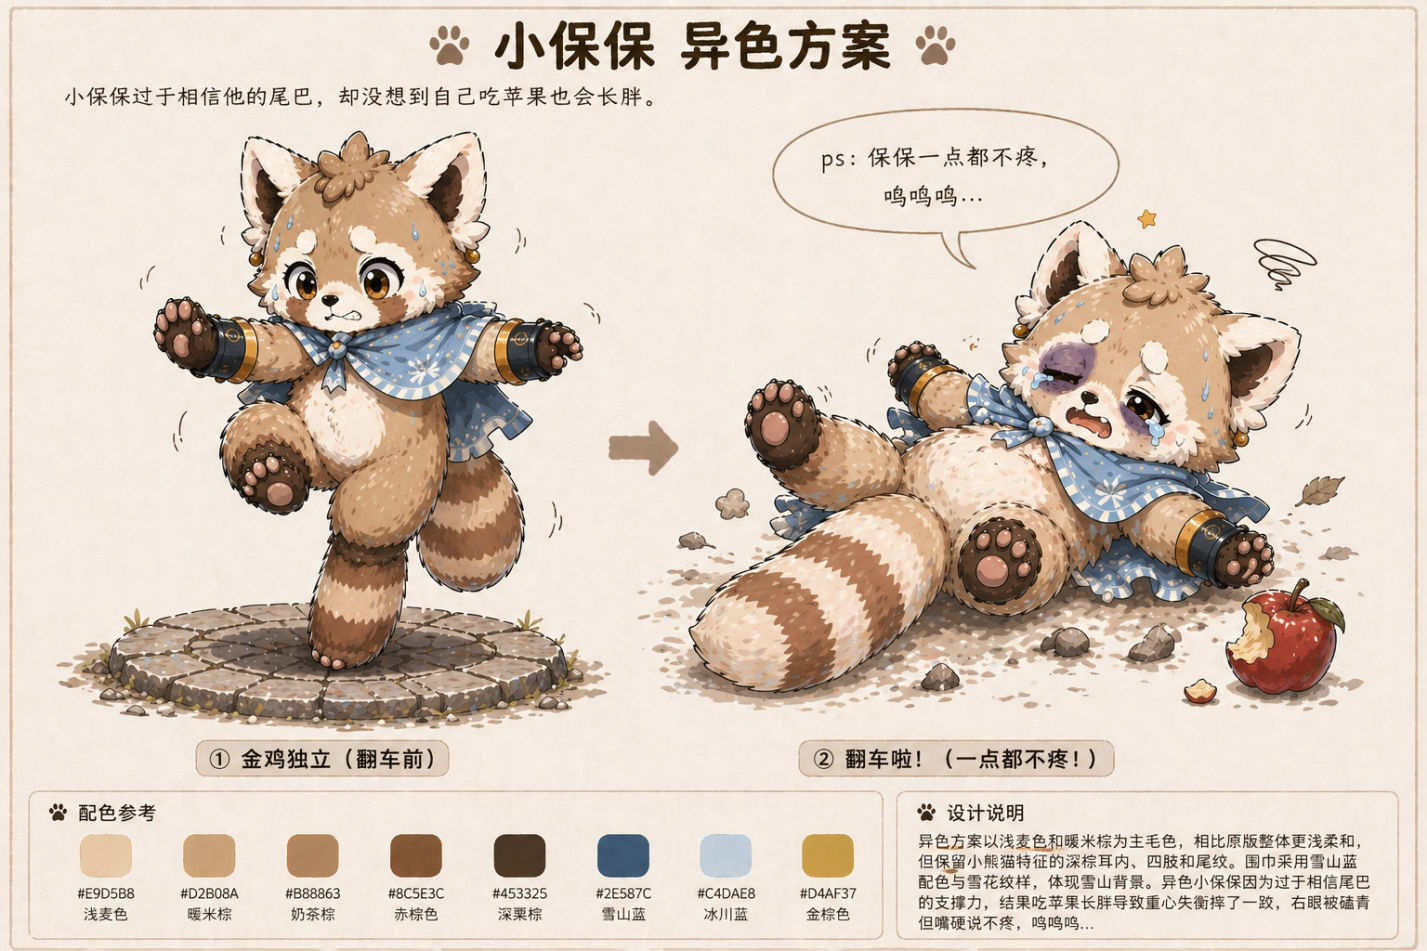 小保保 异色方案
小保保过于相信他的尾巴，却没想到自己吃苹果也会长胖。
ps: 保保一点都不疼，
呜呜呜…
① 金鸡独立（翻车前）
② 翻车啦！（一点都不疼！）
配色参考
#E9D5B8
浅麦色
#D2B08A
暖米棕
#B88863
奶茶棕
#8C5E3C
赤棕色
#453325
深栗棕
#2E587C
雪山蓝
#C4DAE8
冰川蓝
#D4AF37
金棕色
设计说明
异色方案以浅麦色和暖米棕为主毛色，相比原版整体更浅柔和，
但保留小熊猫特征的深棕耳内、四肢和尾纹。围巾采用雪山蓝
配色与雪花纹样，体现雪山背景。异色小保保因为过于相信尾巴
的支撑力，结果吃苹果长胖导致重心失衡摔了一跤，右眼被磕青
但嘴硬说不疼，呜呜呜…